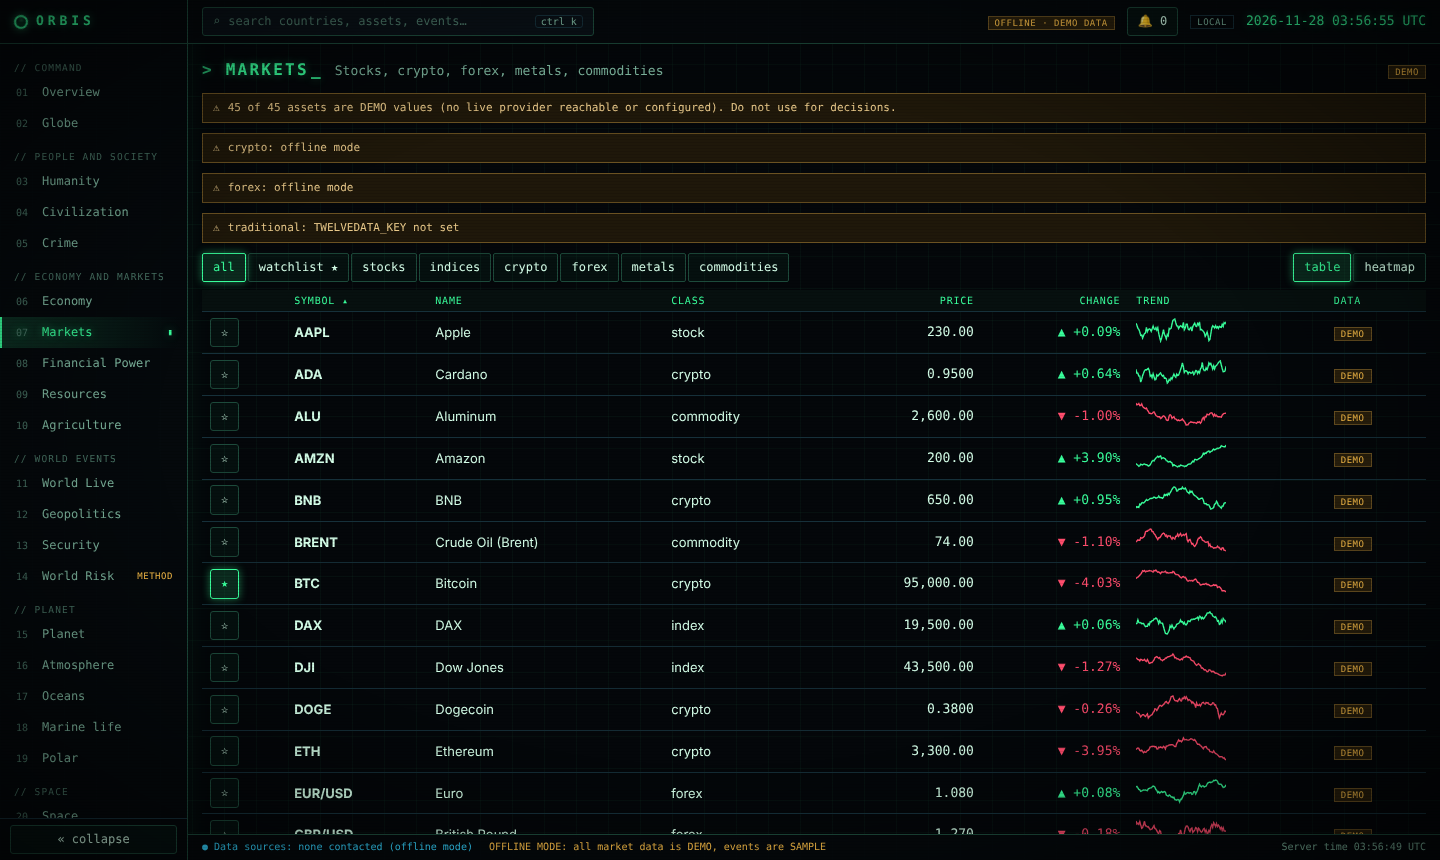 ORBIS
search countries, assets, events… ctrl k
OFFLINE · DEMO DATA
0
LOCAL
2026-11-28 03:56:55 UTC
// COMMAND
01 Overview
02 Globe
// PEOPLE AND SOCIETY
03 Humanity
04 Civilization
05 Crime
// ECONOMY AND MARKETS
06 Economy
07 Markets
08 Financial Power
09 Resources
10 Agriculture
// WORLD EVENTS
11 World Live
12 Geopolitics
13 Security
14 World Risk METHOD
// PLANET
15 Planet
16 Atmosphere
17 Oceans
18 Marine life
19 Polar
// SPACE
20 Space
« collapse
> MARKETS_ Stocks, crypto, forex, metals, commodities DEMO
⚠ 45 of 45 assets are DEMO values (no live provider reachable or configured). Do not use for decisions.
⚠ crypto: offline mode
⚠ forex: offline mode
⚠ traditional: TWELVEDATA_KEY not set
all watchlist ★ stocks indices crypto forex metals commodities table heatmap
SYMBOL ▲ NAME CLASS PRICE CHANGE TREND DATA
☆ AAPL Apple stock 230.00 ▲ +0.09% DEMO
☆ ADA Cardano crypto 0.9500 ▲ +0.64% DEMO
☆ ALU Aluminum commodity 2,600.00 ▼ -1.00% DEMO
☆ AMZN Amazon stock 200.00 ▲ +3.90% DEMO
☆ BNB BNB crypto 650.00 ▲ +0.95% DEMO
☆ BRENT Crude Oil (Brent) commodity 74.00 ▼ -1.10% DEMO
★ BTC Bitcoin crypto 95,000.00 ▼ -4.03% DEMO
☆ DAX DAX index 19,500.00 ▲ +0.06% DEMO
☆ DJI Dow Jones index 43,500.00 ▼ -1.27% DEMO
☆ DOGE Dogecoin crypto 0.3800 ▼ -0.26% DEMO
☆ ETH Ethereum crypto 3,300.00 ▼ -3.95% DEMO
☆ EUR/USD Euro forex 1.080 ▲ +0.08% DEMO
☆ GBP/USD British Pound forex 1.270 ▼ -0.18% DEMO
● Data sources: none contacted (offline mode) OFFLINE MODE: all market data is DEMO, events are SAMPLE Server time 03:56:49 UTC